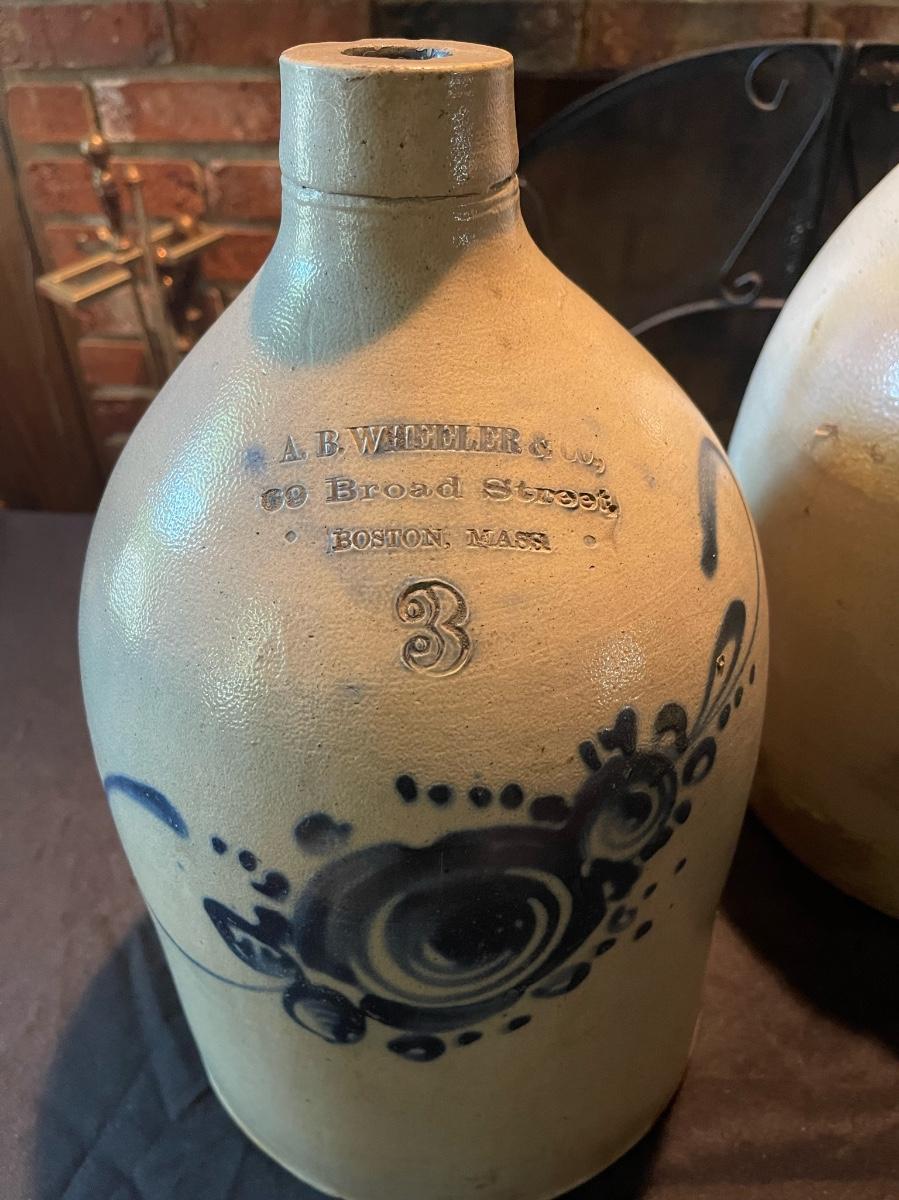 A. B. WHEELER & CO,
69 Broad Street,
BOSTON, MASS
3